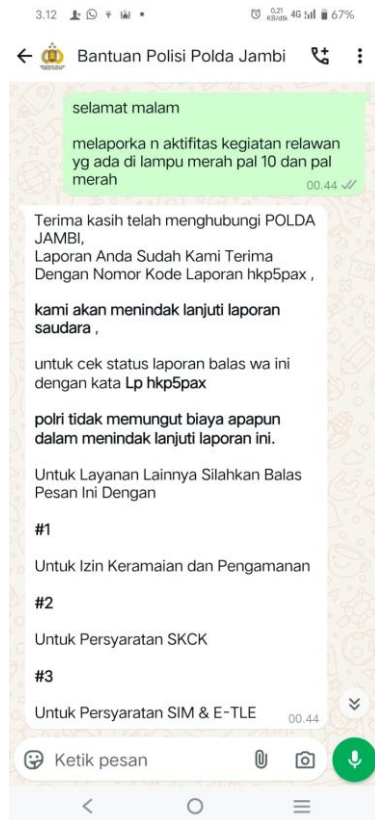 3.12
0,21 KB/dtk 4G 67%
Bantuan Polisi Polda Jambi
selamat malam
melaporka n aktifitas kegiatan relawan
yg ada di lampu merah pal 10 dan pal
merah
00.44
Terima kasih telah menghubungi POLDA
JAMBI,
Laporan Anda Sudah Kami Terima
Dengan Nomor Kode Laporan hkp5pax ,
kami akan menindak lanjuti laporan
saudara ,
untuk cek status laporan balas wa ini
dengan kata Lp hkp5pax
polri tidak memungut biaya apapun
dalam menindak lanjuti laporan ini.
Untuk Layanan Lainnya Silahkan Balas
Pesan Ini Dengan
#1
Untuk Izin Keramaian dan Pengamanan
#2
Untuk Persyaratan SKCK
#3
Untuk Persyaratan SIM & E-TLE
00.44
Ketik pesan